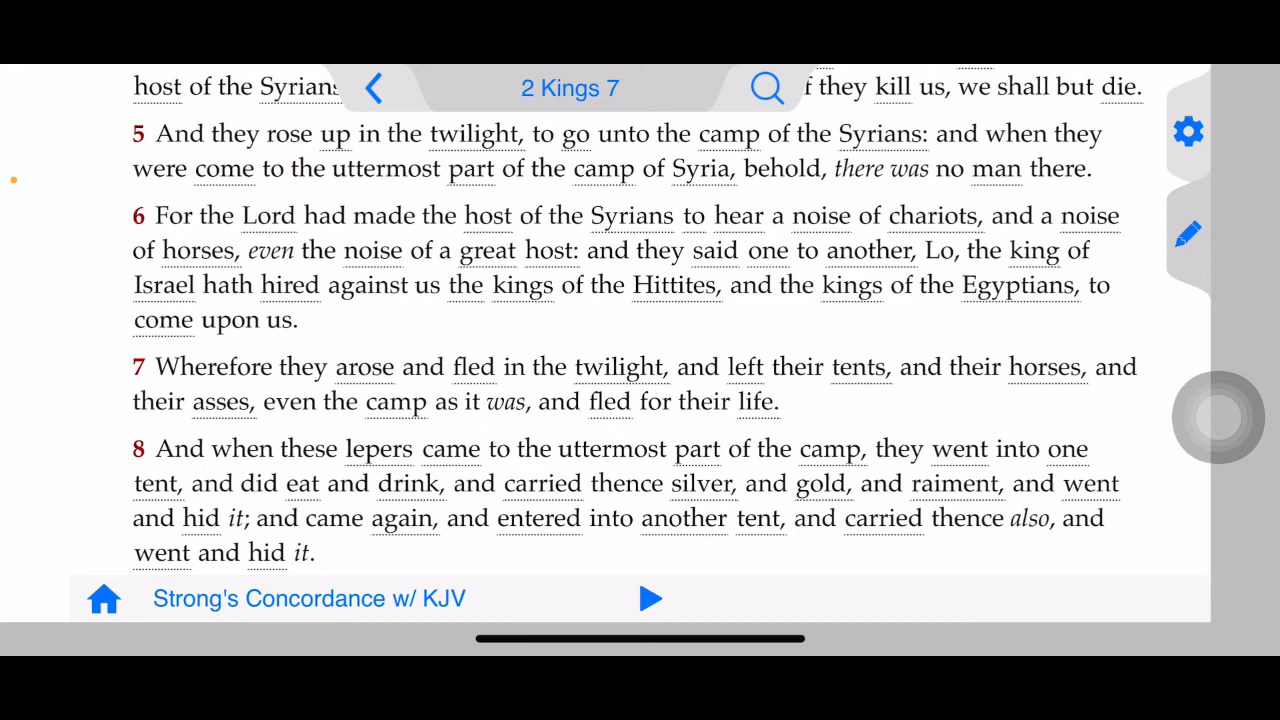 host of the Syrians
2 Kings 7
f they kill us, we shall but die.
5 And they rose up in the twilight, to go unto the camp of the Syrians: and when they
were come to the uttermost part of the camp of Syria, behold, there was no man there.
6 For the Lord had made the host of the Syrians to hear a noise of chariots, and a noise
of horses, even the noise of a great host: and they said one to another, Lo, the king of
Israel hath hired against us the kings of the Hittites, and the kings of the Egyptians, to
come upon us.
7 Wherefore they arose and fled in the twilight, and left their tents, and their horses, and
their asses, even the camp as it was, and fled for their life.
8 And when these lepers came to the uttermost part of the camp, they went into one
tent, and did eat and drink, and carried thence silver, and gold, and raiment, and went
and hid it; and came again, and entered into another tent, and carried thence also, and
went and hid it.
Strong's Concordance w/ KJV